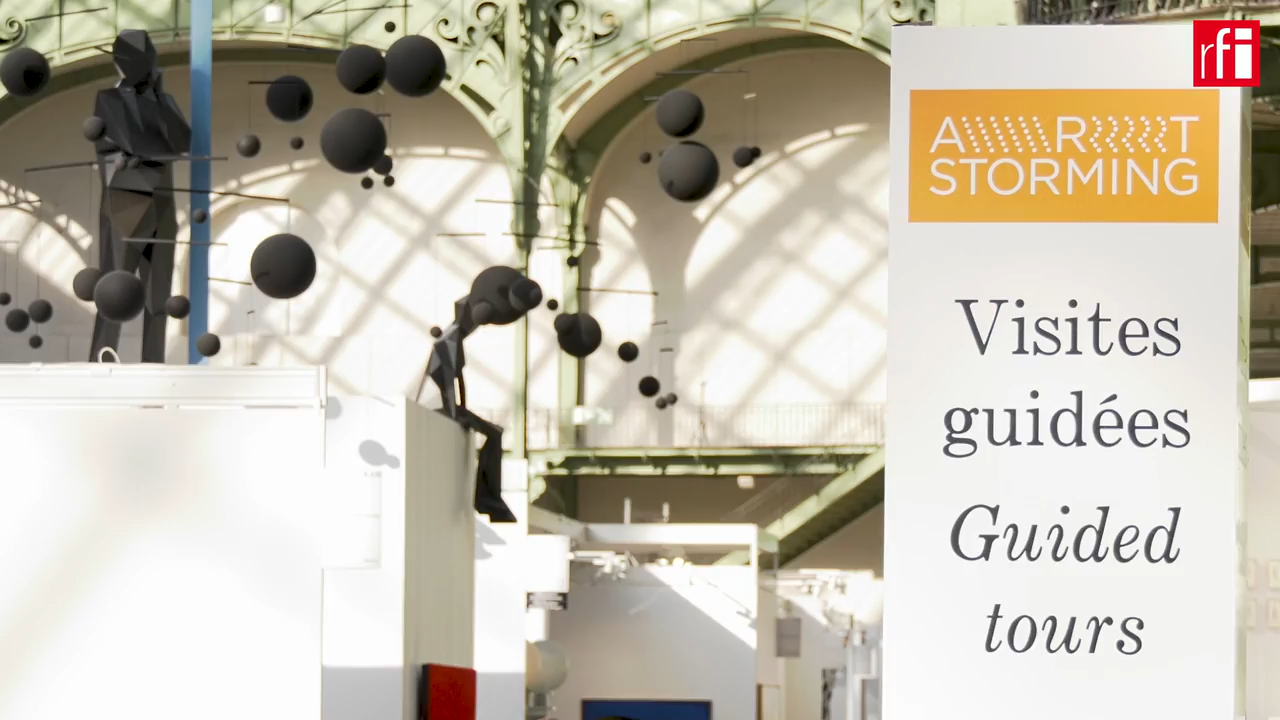 rfi
ART
STORMING
Visites
guidées
Guided
tours